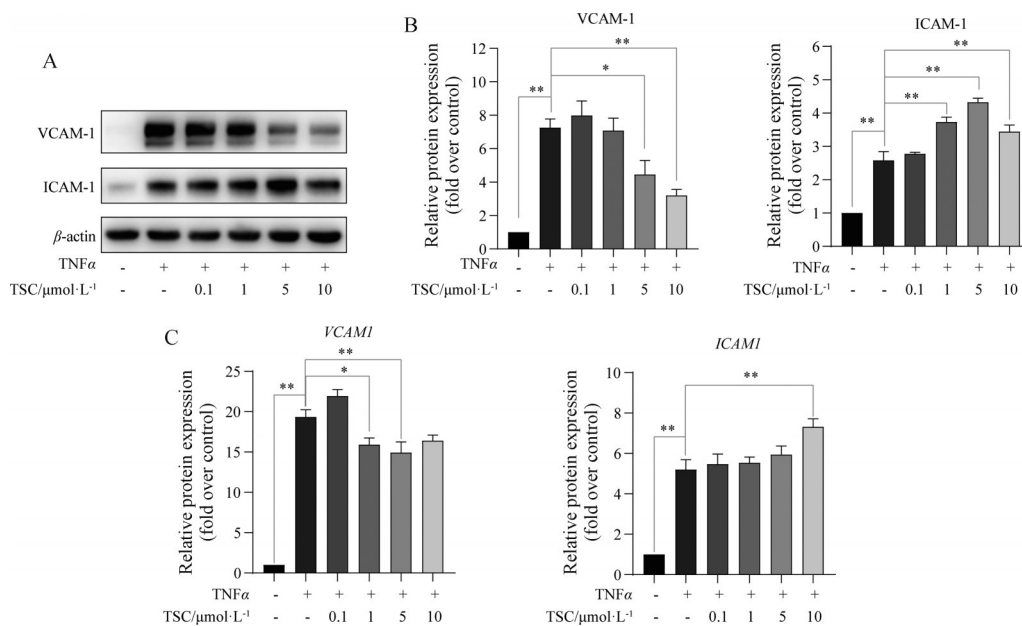 A
VCAM-1
ICAM-1
β-actin
TNFα - + + + + +
TSC/μmol·L⁻¹ - - 0.1 1 5 10
B
VCAM-1
Relative protein expression
(fold over control)
12
10
8
6
4
2
0
**
**
*
TNFα - + + + + +
TSC/μmol·L⁻¹ - - 0.1 1 5 10
ICAM-1
Relative protein expression
(fold over control)
6
5
4
3
2
1
0
**
**
**
**
TNFα - + + + + +
TSC/μmol·L⁻¹ - - 0.1 1 5 10
C
VCAM1
Relative protein expression
(fold over control)
25
20
15
10
5
0
**
**
*
TNFα - + + + + +
TSC/μmol·L⁻¹ - - 0.1 1 5 10
ICAM1
Relative protein expression
(fold over control)
10
8
6
4
2
0
**
**
TNFα - + + + + +
TSC/μmol·L⁻¹ - - 0.1 1 5 10